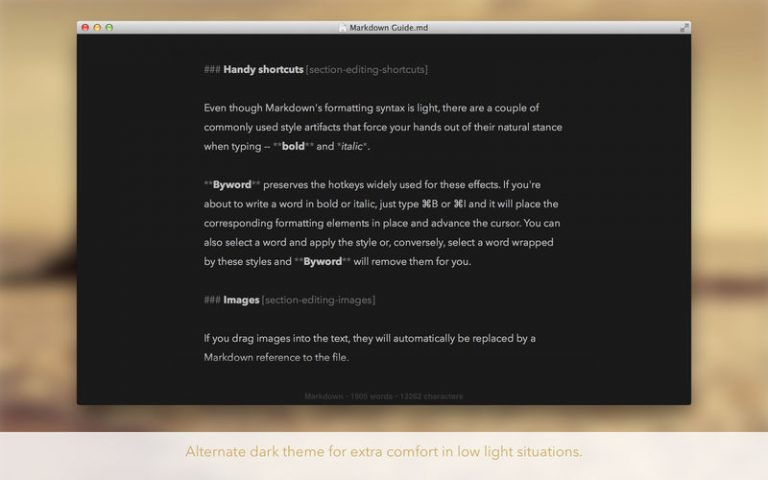 Markdown Guide.md
### Handy shortcuts [section-editing-shortcuts]
Even though Markdown's formatting syntax is light, there are a couple of
commonly used style artifacts that force your hands out of their natural stance
when typing -- **bold** and *italic*.
**Byword** preserves the hotkeys widely used for these effects. If you're
about to write a word in bold or italic, just type ⌘B or ⌘I and it will place the
corresponding formatting elements in place and advance the cursor. You can
also select a word and apply the style or, conversely, select a word wrapped
by these styles and **Byword** will remove them for you.
### Images [section-editing-images]
If you drag images into the text, they will automatically be replaced by a
Markdown reference to the file.
Markdown - 1905 words - 13262 characters
Alternate dark theme for extra comfort in low light situations.